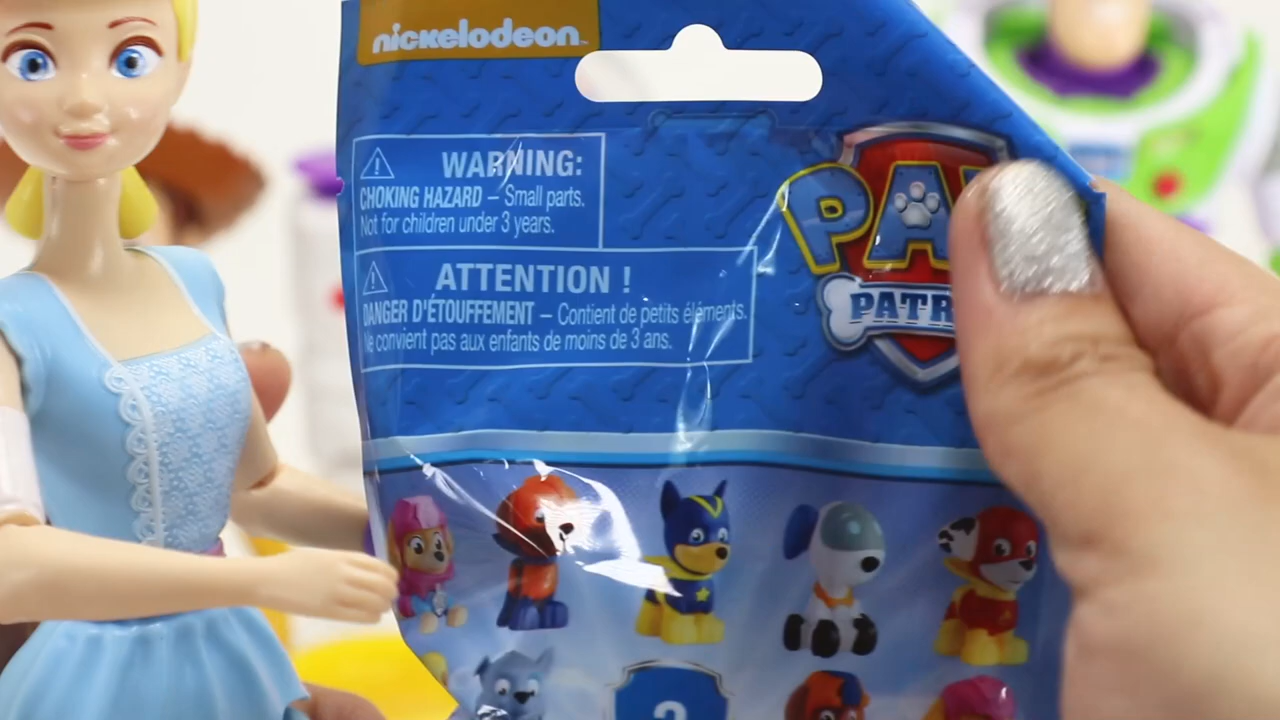 nickelodeon
WARNING:
CHOKING HAZARD – Small parts.
Not for children under 3 years.
ATTENTION !
DANGER D'ÉTOUFFEMENT – Contient de petits éléments.
Ne convient pas aux enfants de moins de 3 ans.
PAW
PATR
?